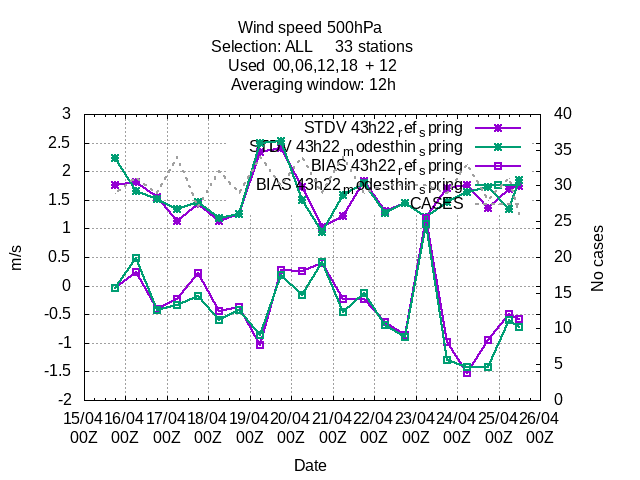 Wind speed 500hPa
Selection: ALL 33 stations
Used 00,06,12,18 + 12
Averaging window: 12h
STDV 43h22_ref_spring
STDV 43h22_modesthin_spring
BIAS 43h22_ref_spring
BIAS 43h22_modesthin_spring
CASES
3
2.5
2
1.5
1
0.5
0
-0.5
-1
-1.5
-2
m/s
40
35
30
25
20
15
10
5
0
No cases
15/04 16/04 17/04 18/04 19/04 20/04 21/04 22/04 23/04 24/04 25/04 26/04
00Z 00Z 00Z 00Z 00Z 00Z 00Z 00Z 00Z 00Z 00Z 00Z
Date